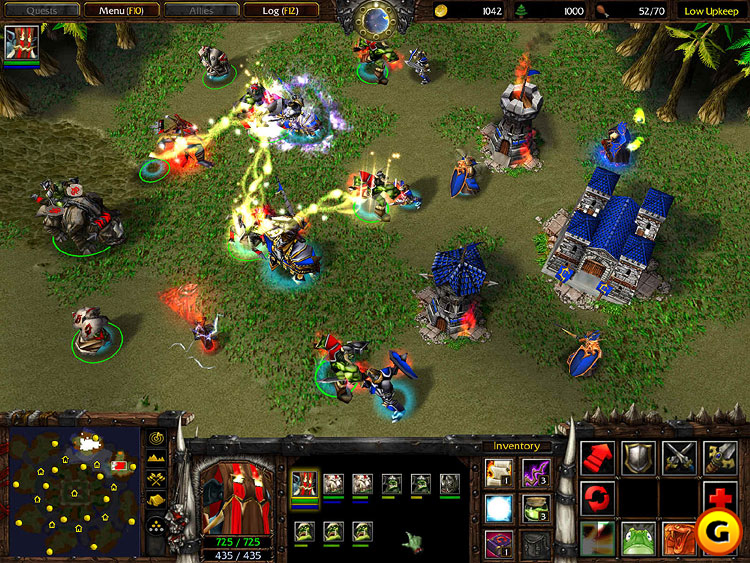 Quests Menu (F10) Allies Log (F12) 1042 1000 52/70 Low Upkeep
Inventory
1 3
3
1
725 / 725
435 / 435
G